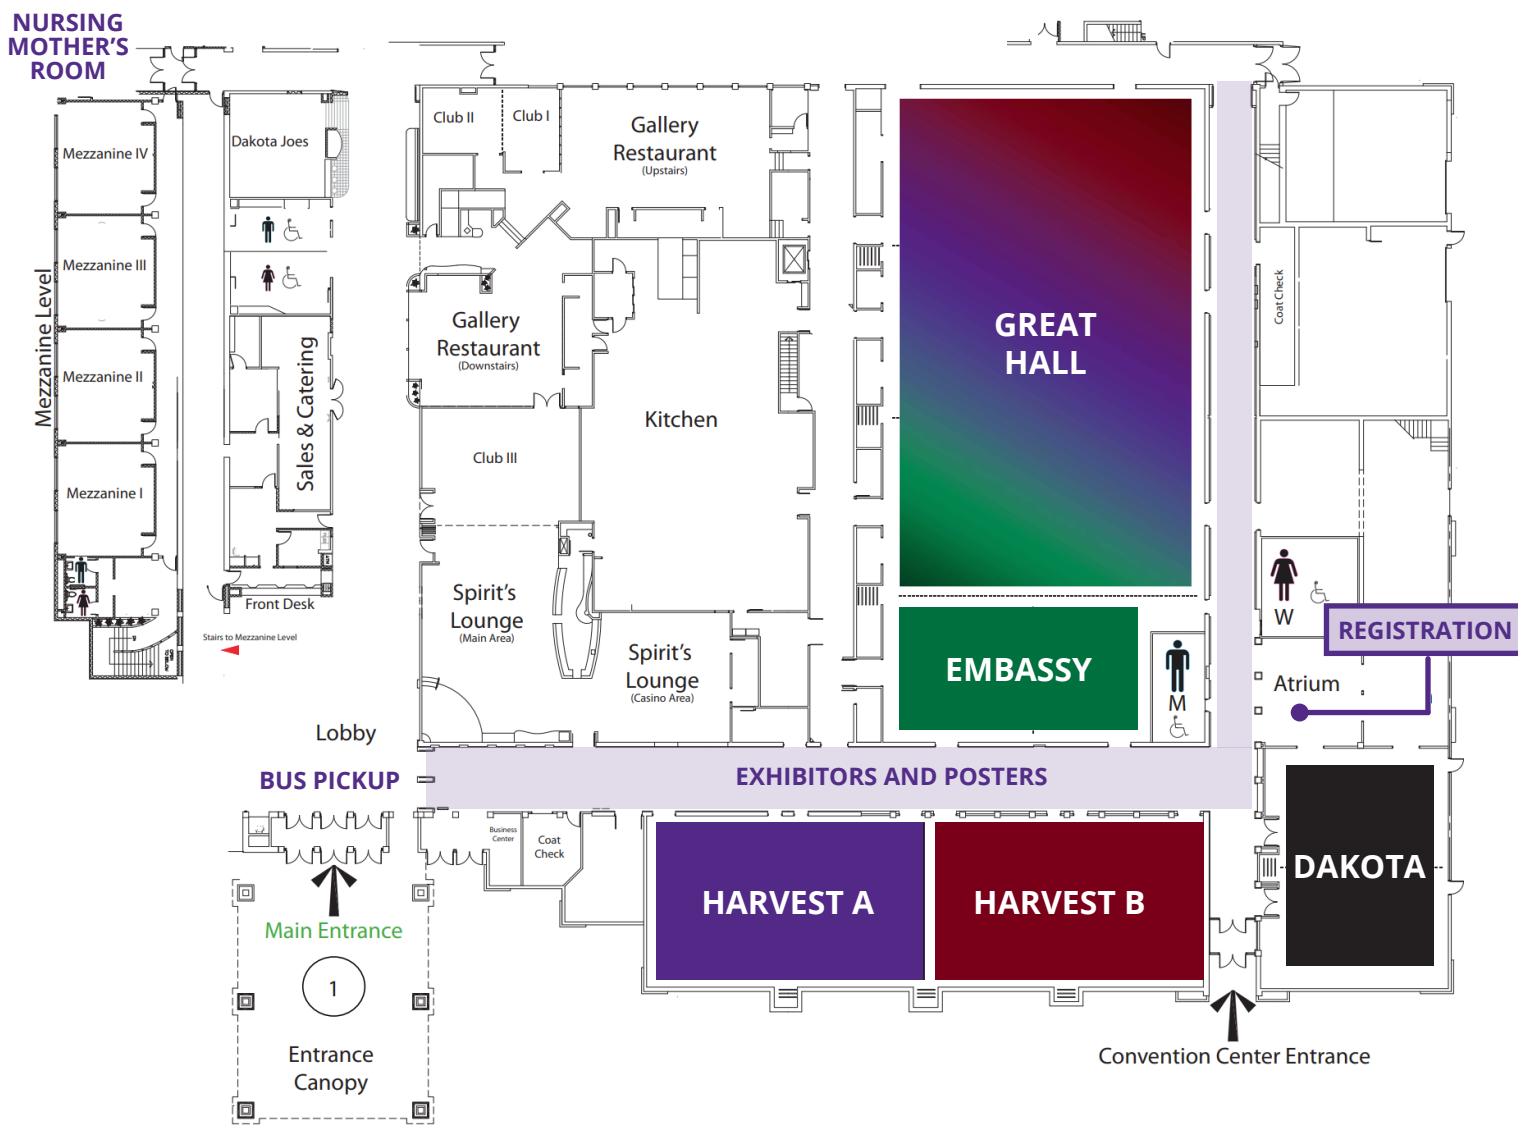 NURSING
MOTHER'S
ROOM
Mezzanine IV
Mezzanine III
Mezzanine II
Mezzanine I
Mezzanine Level
Dakota Joes
Sales & Catering
Front Desk
Stairs to Mezzanine Level
Club II
Club I
Gallery
Restaurant
(Upstairs)
Gallery
Restaurant
(Downstairs)
Kitchen
Club III
Spirit's
Lounge
(Main Area)
Spirit's
Lounge
(Casino Area)
GREAT
HALL
EMBASSY
M
Coat Check
W
REGISTRATION
Atrium
Lobby
BUS PICKUP
EXHIBITORS AND POSTERS
Business
Center
Coat
Check
HARVEST A
HARVEST B
DAKOTA
Main Entrance
1
Entrance
Canopy
Convention Center Entrance